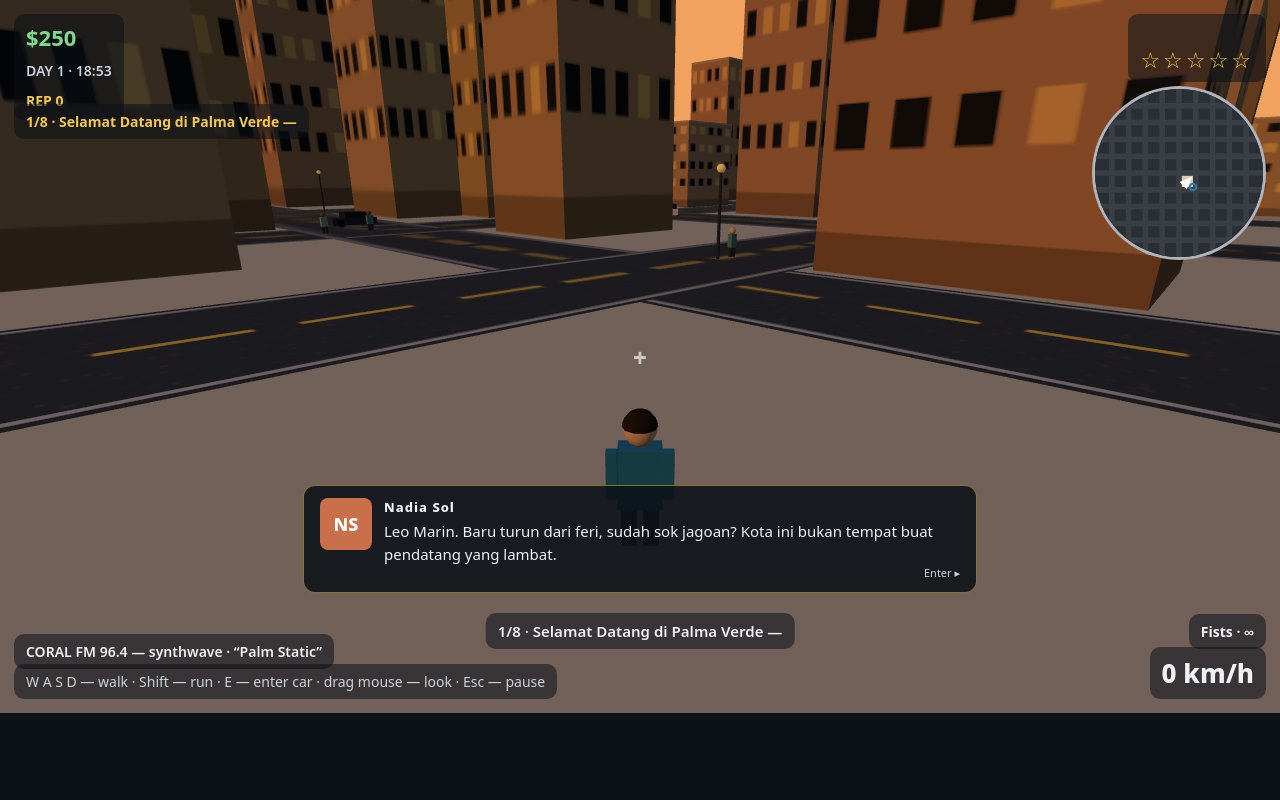 $250
DAY 1 · 18:53
REP 0
1/8 · Selamat Datang di Palma Verde —
☆☆☆☆☆
+
NS
Nadia Sol
Leo Marin. Baru turun dari feri, sudah sok jagoan? Kota ini bukan tempat buat
pendatang yang lambat.
Enter ▸
1/8 · Selamat Datang di Palma Verde —
Fists · ∞
CORAL FM 96.4 — synthwave · “Palm Static”
0 km/h
W A S D — walk · Shift — run · E — enter car · drag mouse — look · Esc — pause